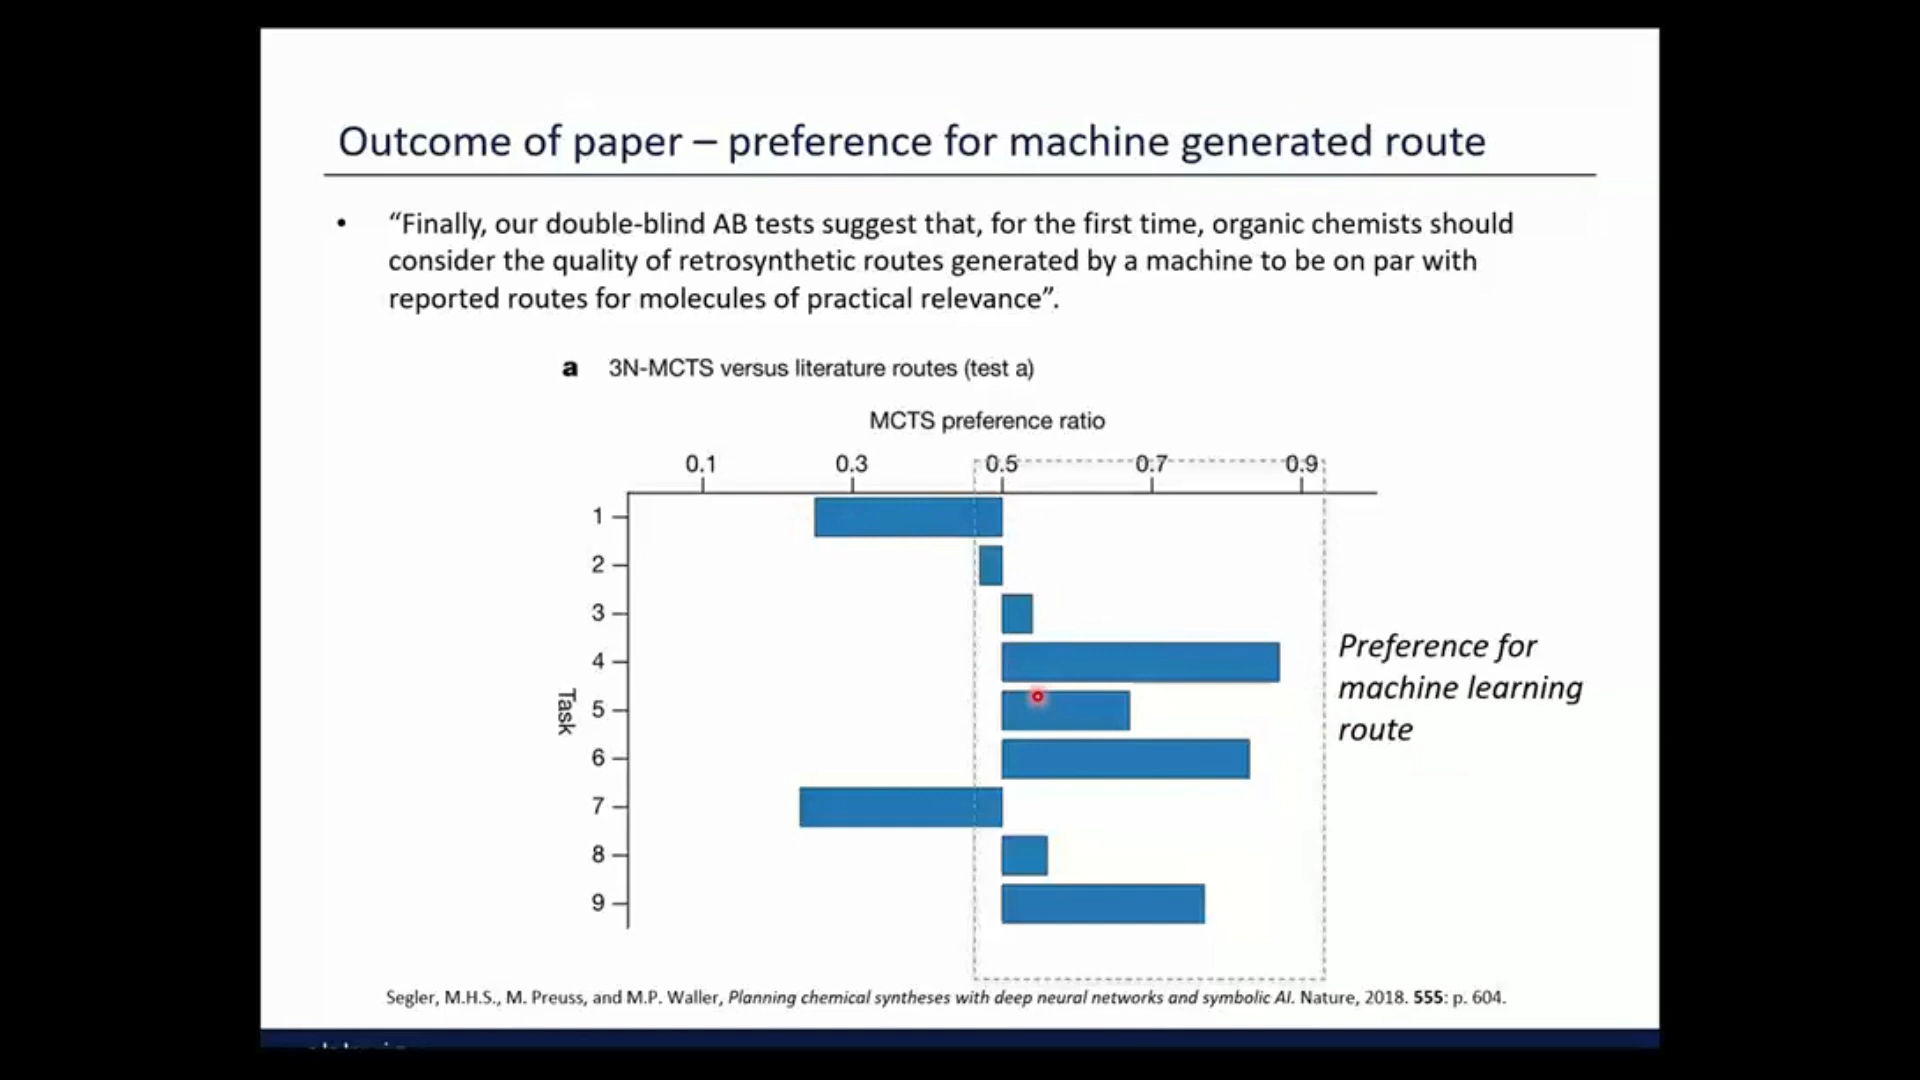 Outcome of paper – preference for machine generated route
• “Finally, our double-blind AB tests suggest that, for the first time, organic chemists should
consider the quality of retrosynthetic routes generated by a machine to be on par with
reported routes for molecules of practical relevance”.
a 3N-MCTS versus literature routes (test a)
MCTS preference ratio
0.1 0.3 0.5 0.7 0.9
1
2
3
4
5
6
7
8
9
Task
Preference for
machine learning
route
Segler, M.H.S., M. Preuss, and M.P. Waller, Planning chemical syntheses with deep neural networks and symbolic AI. Nature, 2018. 555: p. 604.